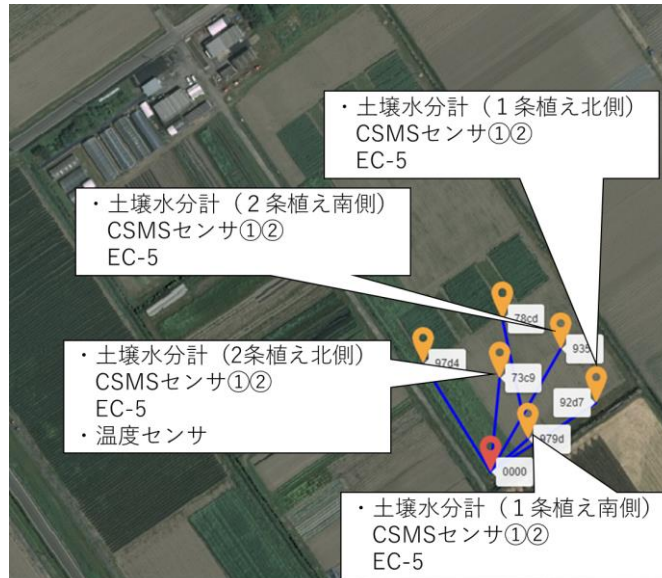 ・土壌水分計（１条植え北側）
CSMSセンサ①②
EC-5
・土壌水分計（２条植え南側）
CSMSセンサ①②
EC-5
・土壌水分計（2条植え北側）
CSMSセンサ①②
EC-5
・温度センサ
78cd
97d4
73c9
92d7
979d
0000
・土壌水分計（１条植え南側）
CSMSセンサ①②
EC-5